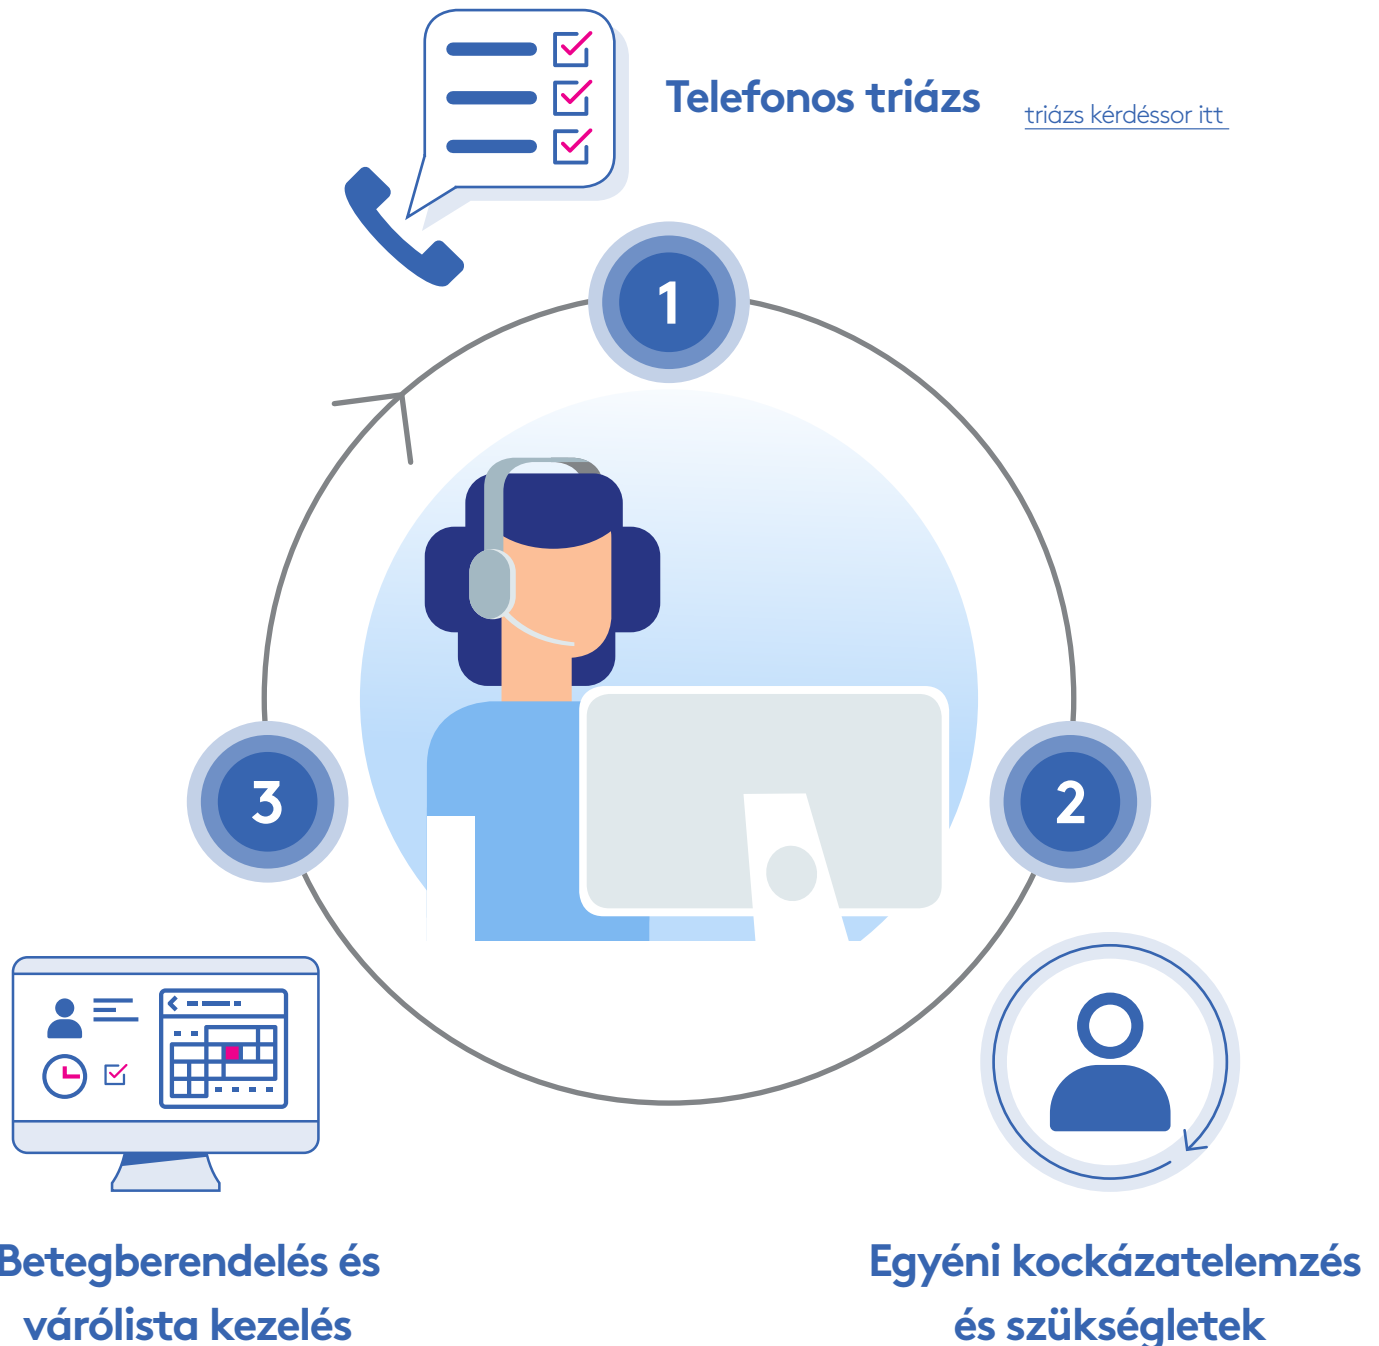 Telefonos triázs
triázs kérdéssor itt
1
2
3
Betegberendelés és
várólista kezelés
Egyéni kockázatelemzés
és szükségletek